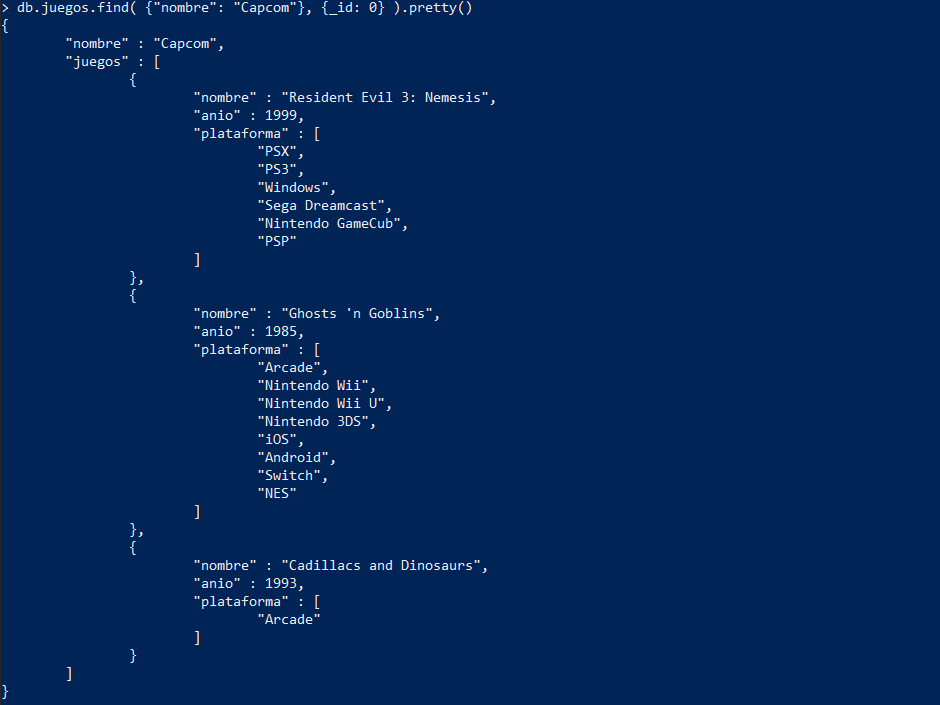 > db.juegos.find( {"nombre": "Capcom"}, {_id: 0} ).pretty()
{
        "nombre" : "Capcom",
        "juegos" : [
                {
                        "nombre" : "Resident Evil 3: Nemesis",
                        "anio" : 1999,
                        "plataforma" : [
                                "PSX",
                                "PS3",
                                "Windows",
                                "Sega Dreamcast",
                                "Nintendo GameCub",
                                "PSP"
                        ]
                },
                {
                        "nombre" : "Ghosts 'n Goblins",
                        "anio" : 1985,
                        "plataforma" : [
                                "Arcade",
                                "Nintendo Wii",
                                "Nintendo Wii U",
                                "Nintendo 3DS",
                                "iOS",
                                "Android",
                                "Switch",
                                "NES"
                        ]
                },
                {
                        "nombre" : "Cadillacs and Dinosaurs",
                        "anio" : 1993,
                        "plataforma" : [
                                "Arcade"
                        ]
                }
        ]
}